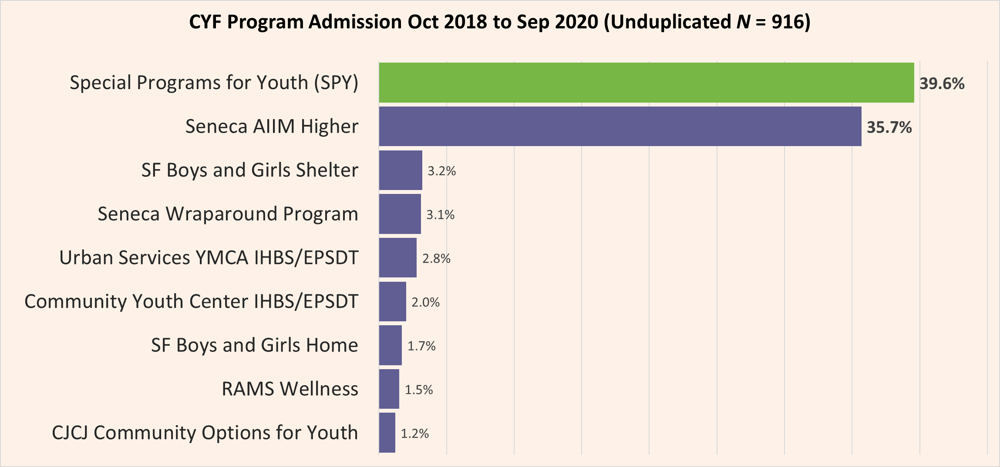 CYF Program Admission Oct 2018 to Sep 2020 (Unduplicated N = 916)
Special Programs for Youth (SPY) 39.6%
Seneca AIIM Higher 35.7%
SF Boys and Girls Shelter 3.2%
Seneca Wraparound Program 3.1%
Urban Services YMCA IHBS/EPSDT 2.8%
Community Youth Center IHBS/EPSDT 2.0%
SF Boys and Girls Home 1.7%
RAMS Wellness 1.5%
CJCJ Community Options for Youth 1.2%